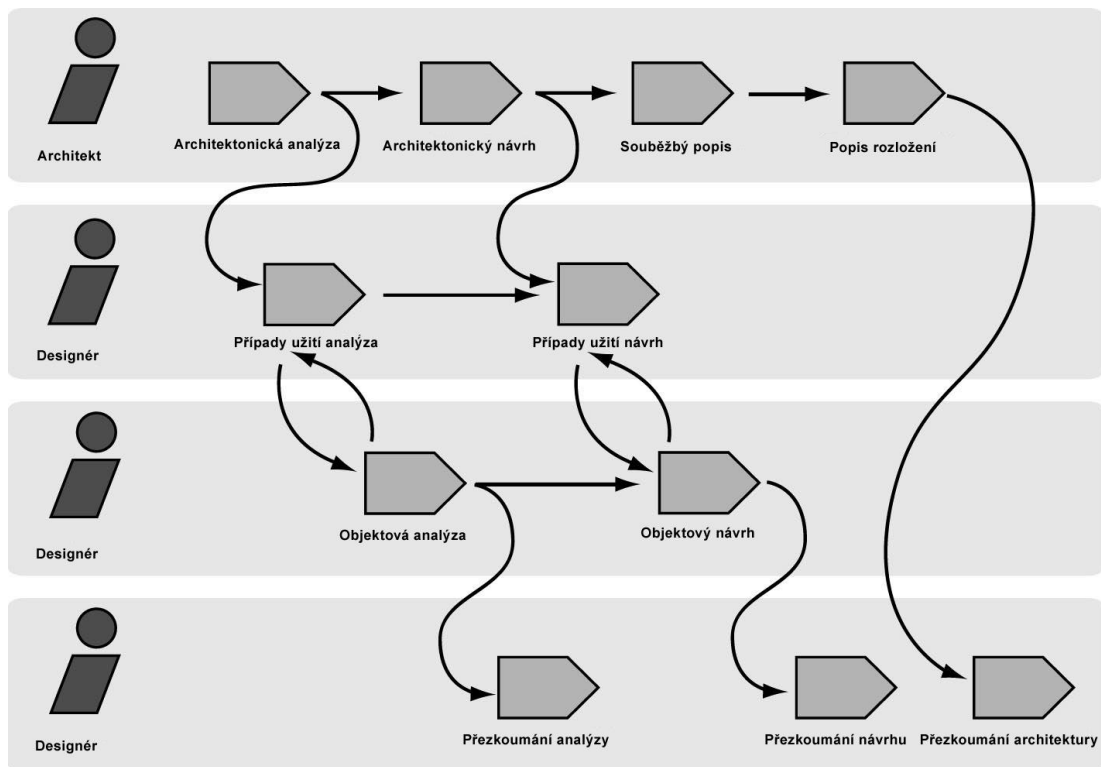 Architektonická analýza
Architektonický návrh
Souběžbý popis
Popis rozložení
Architekt
Případy užití analýza
Případy užití návrh
Designér
Objektová analýza
Objektový návrh
Designér
Přezkoumání analýzy
Přezkoumání návrhu
Přezkoumání architektury
Designér